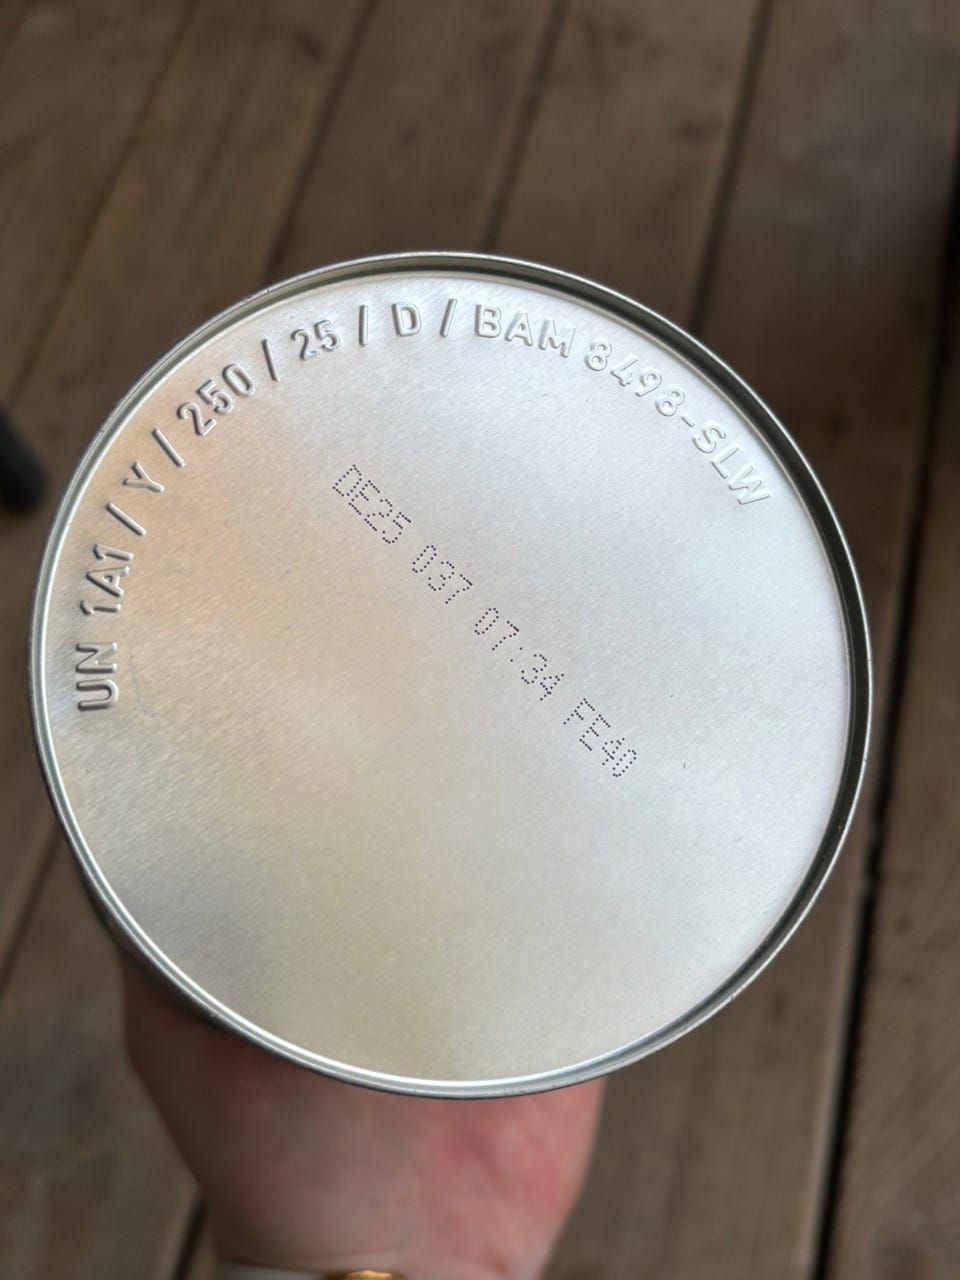 UN 1A1 / Y / 250 / 25 / D / BAM 8498-SLW
DE25 037 07:34 FE40